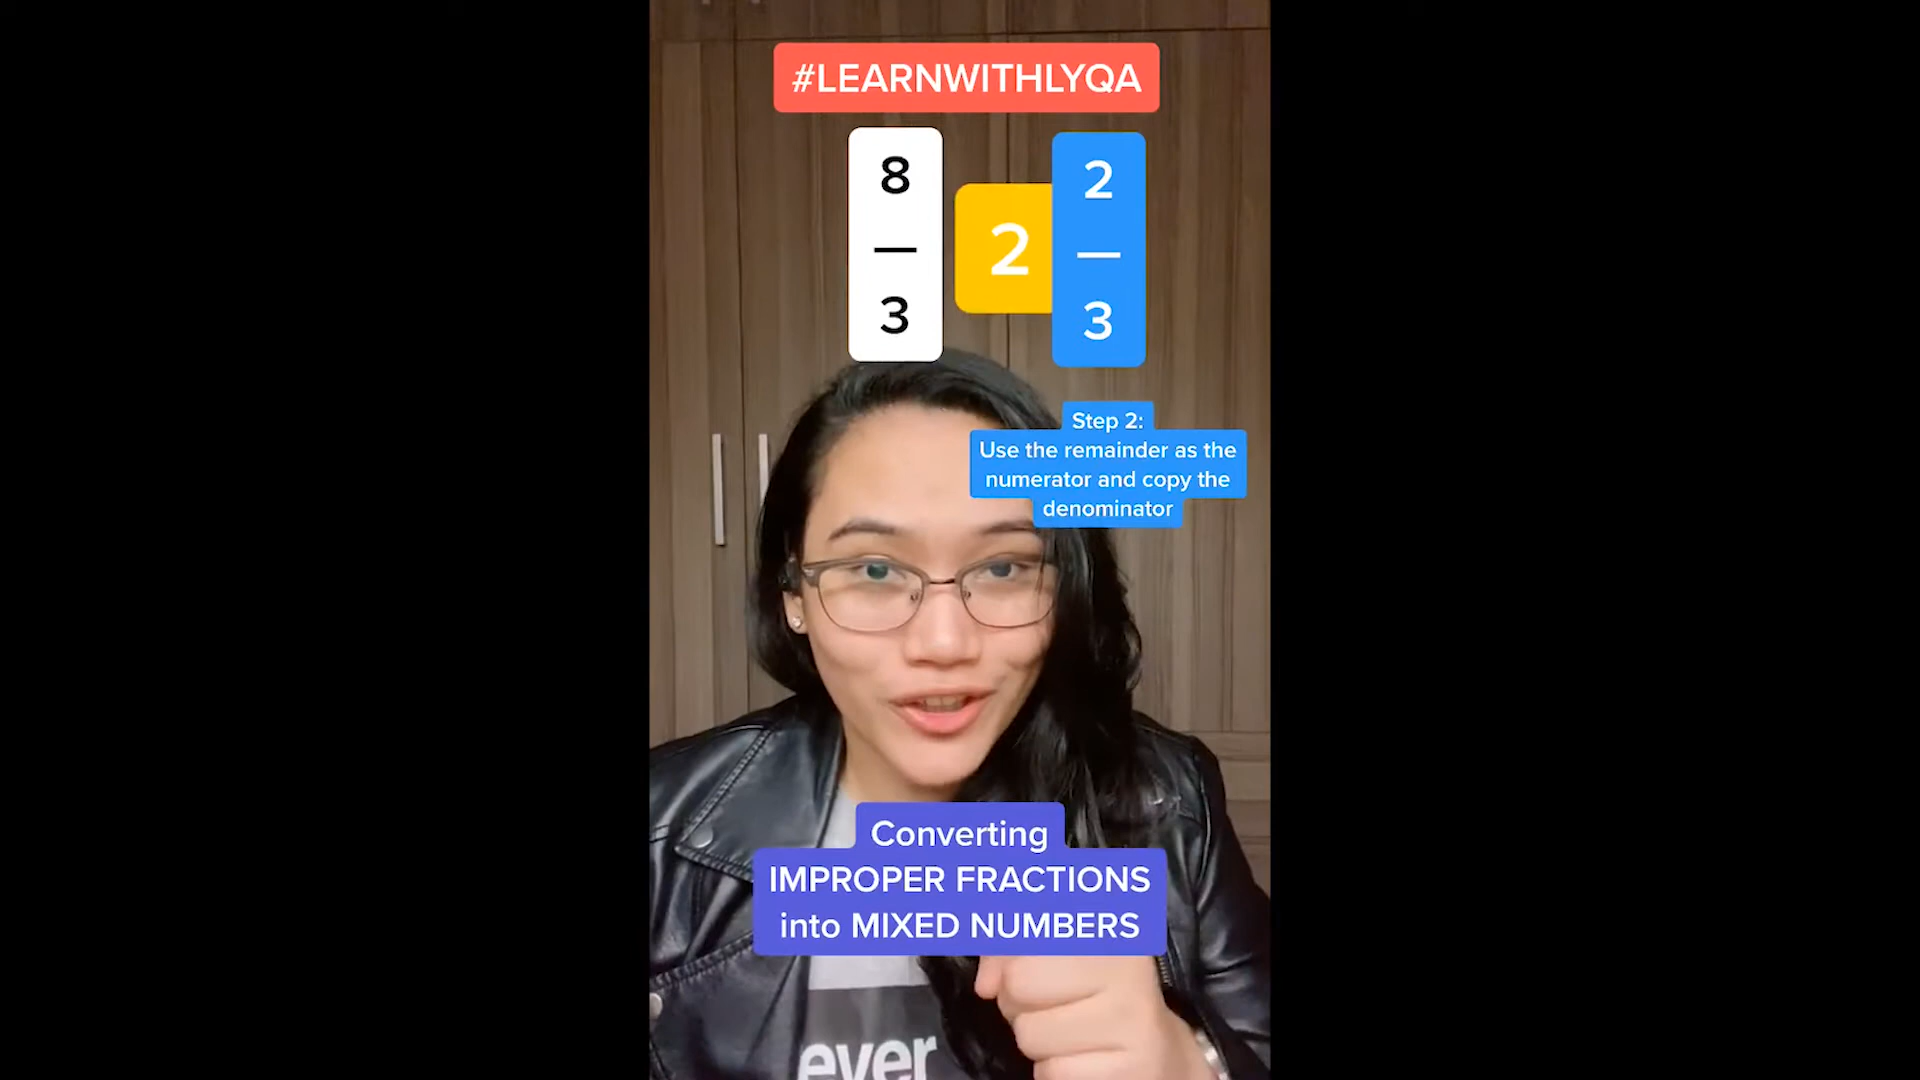 #LEARNWITHLYQA
8
—
3
2
2
—
3
Step 2:
Use the remainder as the
numerator and copy the
denominator
Converting
IMPROPER FRACTIONS
into MIXED NUMBERS
ever